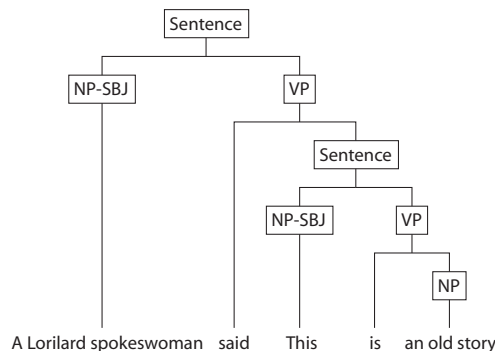 Sentence
NP-SBJ VP
Sentence
NP-SBJ VP
NP
A Lorilard spokeswoman said This is an old story